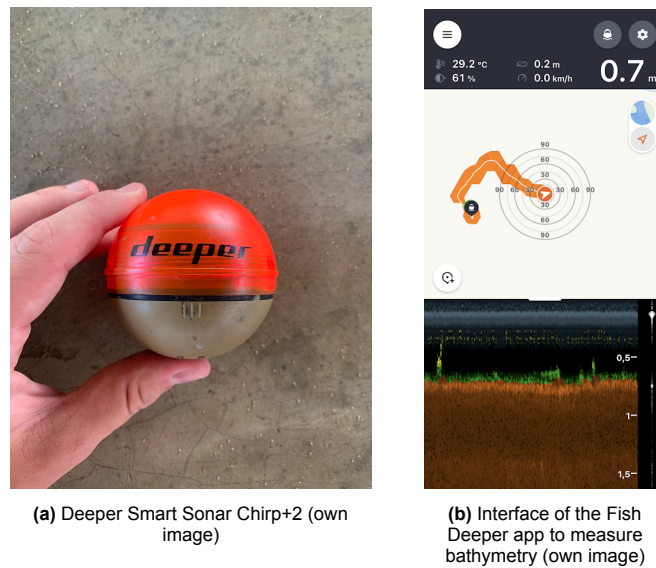 deeper
29.2 °C
0.2 m
61 %
0.0 km/h
0.7 m
90
60
30
90 60 30 30 60 90
30
60
90
0,5
1
1,5
(a) Deeper Smart Sonar Chirp+2 (own
image)
(b) Interface of the Fish
Deeper app to measure
bathymetry (own image)